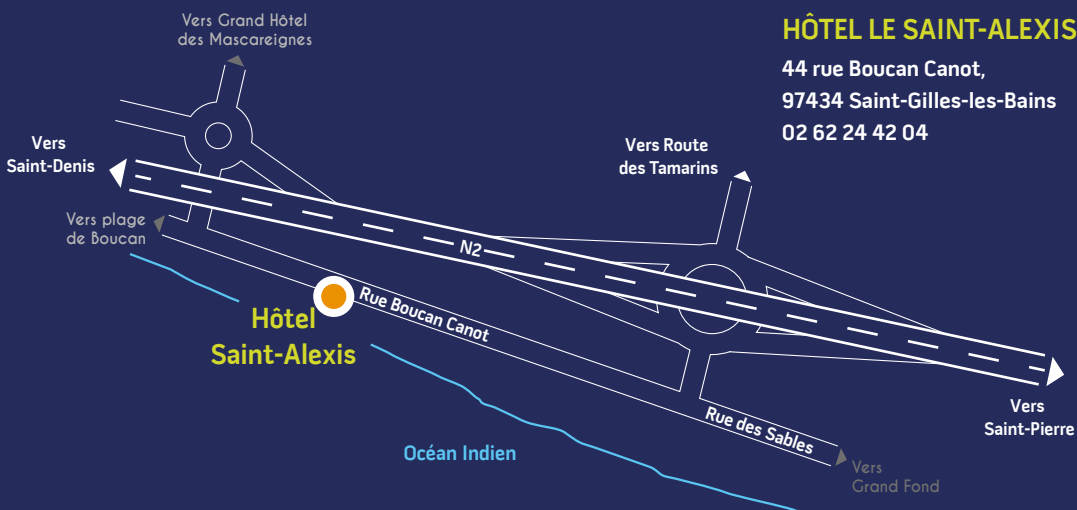 Vers Grand Hôtel
des Mascareignes
HÔTEL LE SAINT-ALEXIS
44 rue Boucan Canot,
97434 Saint-Gilles-les-Bains
02 62 24 42 04
Vers
Saint-Denis
Vers Route
des Tamarins
Vers plage
de Boucan
N2
Rue Boucan Canot
Hôtel
Saint-Alexis
Rue des Sables
Vers
Saint-Pierre
Océan Indien
Vers
Grand Fond